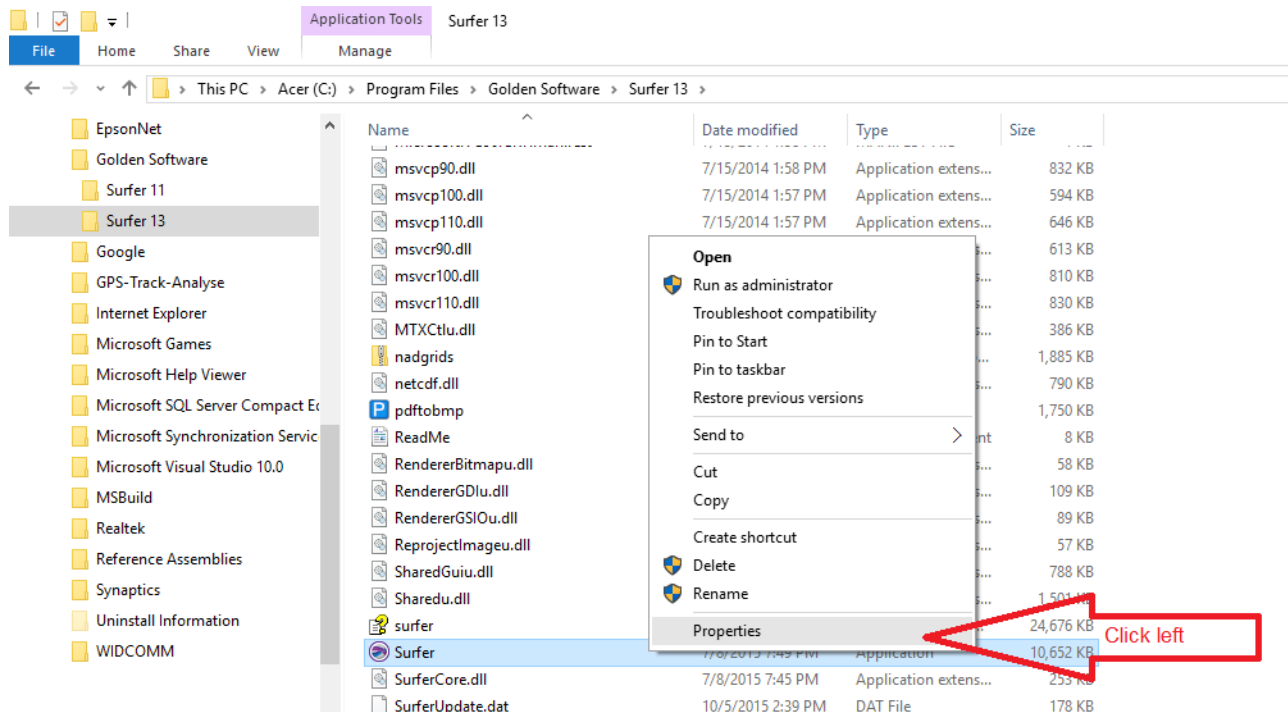 Application Tools Surfer 13
File Home Share View Manage
This PC > Acer (C:) > Program Files > Golden Software > Surfer 13 >
EpsonNet
Golden Software
Surfer 11
Surfer 13
Google
GPS-Track-Analyse
Internet Explorer
Microsoft Games
Microsoft Help Viewer
Microsoft SQL Server Compact
Microsoft Synchronization Servic
Microsoft Visual Studio 10.0
MSBuild
Realtek
Reference Assemblies
Synaptics
Uninstall Information
WIDCOMM
Name Date modified Type Size
msvcp90.dll 7/15/2014 1:58 PM Application extens... 832 KB
msvcp100.dll 7/15/2014 1:57 PM Application extens... 594 KB
msvcp110.dll 7/15/2014 1:57 PM Application extens... 646 KB
msvcr90.dll 613 KB
msvcr100.dll 810 KB
msvcr110.dll 830 KB
MTXCtlu.dll 386 KB
nadgrids 1,885 KB
netcdf.dll 790 KB
pdftobmp 1,750 KB
ReadMe 8 KB
RendererBitmapu.dll 58 KB
RendererGDIu.dll 109 KB
RendererGSIOu.dll 89 KB
ReprojectImageu.dll 57 KB
SharedGuiu.dll 788 KB
Sharedu.dll 1,501 KB
surfer 24,676 KB
Surfer 7/8/2015 7:49 PM Application 10,652 KB
SurferCore.dll 7/8/2015 7:45 PM Application extens... 253 KB
SurferUpdate.dat 10/5/2015 2:39 PM DAT File 178 KB
Open
Run as administrator
Troubleshoot compatibility
Pin to Start
Pin to taskbar
Restore previous versions
Send to
Cut
Copy
Create shortcut
Delete
Rename
Properties
Click left